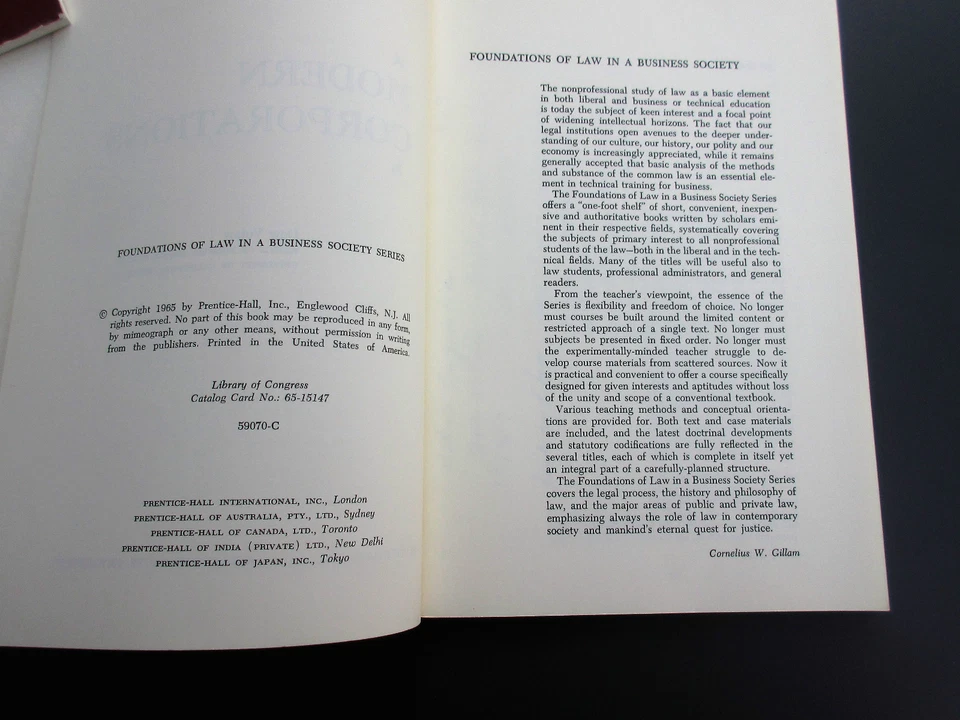 FOUNDATIONS OF LAW IN A BUSINESS SOCIETY SERIES
© Copyright 1965 by Prentice-Hall, Inc., Englewood Cliffs, N.J. All
rights reserved. No part of this book may be reproduced in any form,
by mimeograph or any other means, without permission in writing
from the publishers. Printed in the United States of America.
Library of Congress
Catalog Card No.: 65-15147
59070-C
PRENTICE-HALL INTERNATIONAL, INC., London
PRENTICE-HALL OF AUSTRALIA, PTY., LTD., Sydney
PRENTICE-HALL OF CANADA, LTD., Toronto
PRENTICE-HALL OF INDIA (PRIVATE) LTD., New Delhi
PRENTICE-HALL OF JAPAN, INC., Tokyo
FOUNDATIONS OF LAW IN A BUSINESS SOCIETY
The nonprofessional study of law as a basic element
in both liberal and business or technical education
is today the subject of keen interest and a focal point
of widening intellectual horizons. The fact that our
legal institutions open avenues to the deeper under-
standing of our culture, our history, our polity and our
economy is increasingly appreciated, while it remains
generally accepted that basic analysis of the methods
and substance of the common law is an essential ele-
ment in technical training for business.
The Foundations of Law in a Business Society Series
offers a "one-foot shelf" of short, convenient, inexpen-
sive and authoritative books written by scholars emi-
nent in their respective fields, systematically covering
the subjects of primary interest to all nonprofessional
students of the law—both in the liberal and in the tech-
nical fields. Many of the titles will be useful also to
law students, professional administrators, and general
readers.
From the teacher's viewpoint, the essence of the
Series is flexibility and freedom of choice. No longer
must courses be built around the limited content or
restricted approach of a single text. No longer must
subjects be presented in fixed order. No longer must
the experimentally-minded teacher struggle to de-
velop course materials from scattered sources. Now it
is practical and convenient to offer a course specifically
designed for given interests and aptitudes without loss
of the unity and scope of a conventional textbook.
Various teaching methods and conceptual orienta-
tions are provided for. Both text and case materials
are included, and the latest doctrinal developments
and statutory codifications are fully reflected in the
several titles, each of which is complete in itself yet
an integral part of a carefully-planned structure.
The Foundations of Law in a Business Society Series
covers the legal process, the history and philosophy of
law, and the major areas of public and private law,
emphasizing always the role of law in contemporary
society and mankind's eternal quest for justice.
Cornelius W. Gillam